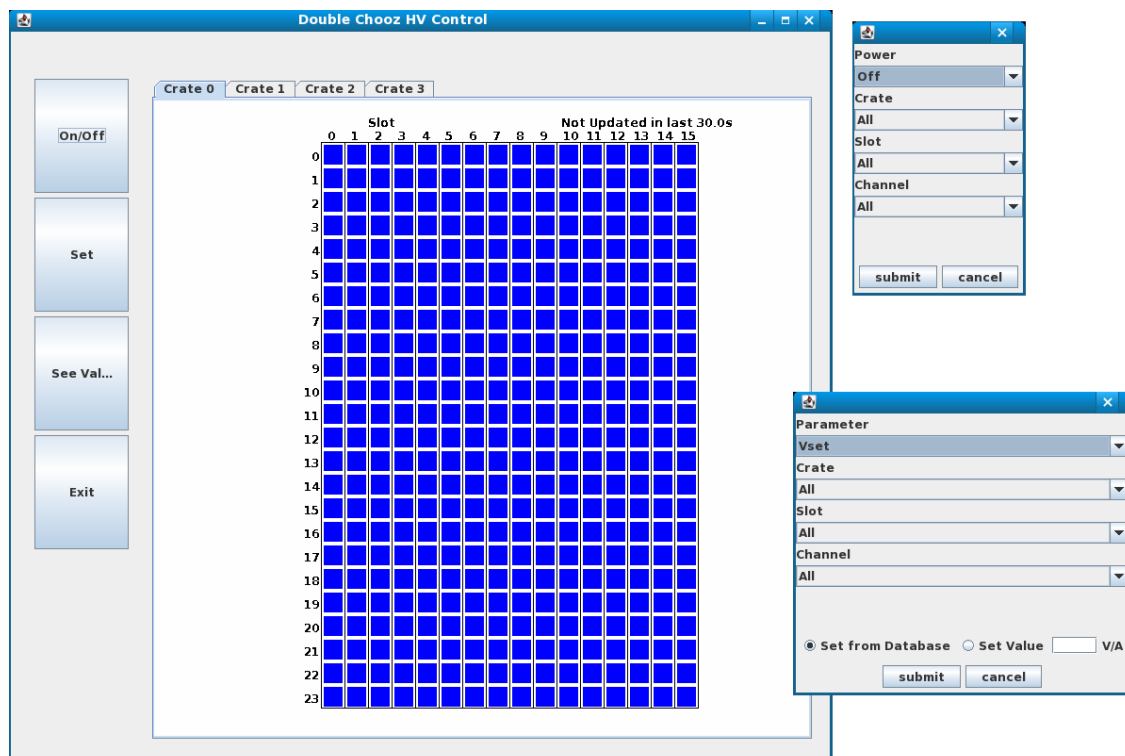 Double Chooz HV Control
On/Off
Set
See Val...
Exit
Crate 0 Crate 1 Crate 2 Crate 3
Slot Not Updated in last 30.0s
0 1 2 3 4 5 6 7 8 9 10 11 12 13 14 15
0
1
2
3
4
5
6
7
8
9
10
11
12
13
14
15
16
17
18
19
20
21
22
23
Power
Off
Crate
All
Slot
All
Channel
All
submit cancel
Parameter
Vset
Crate
All
Slot
All
Channel
All
Set from Database Set Value V/A
submit cancel